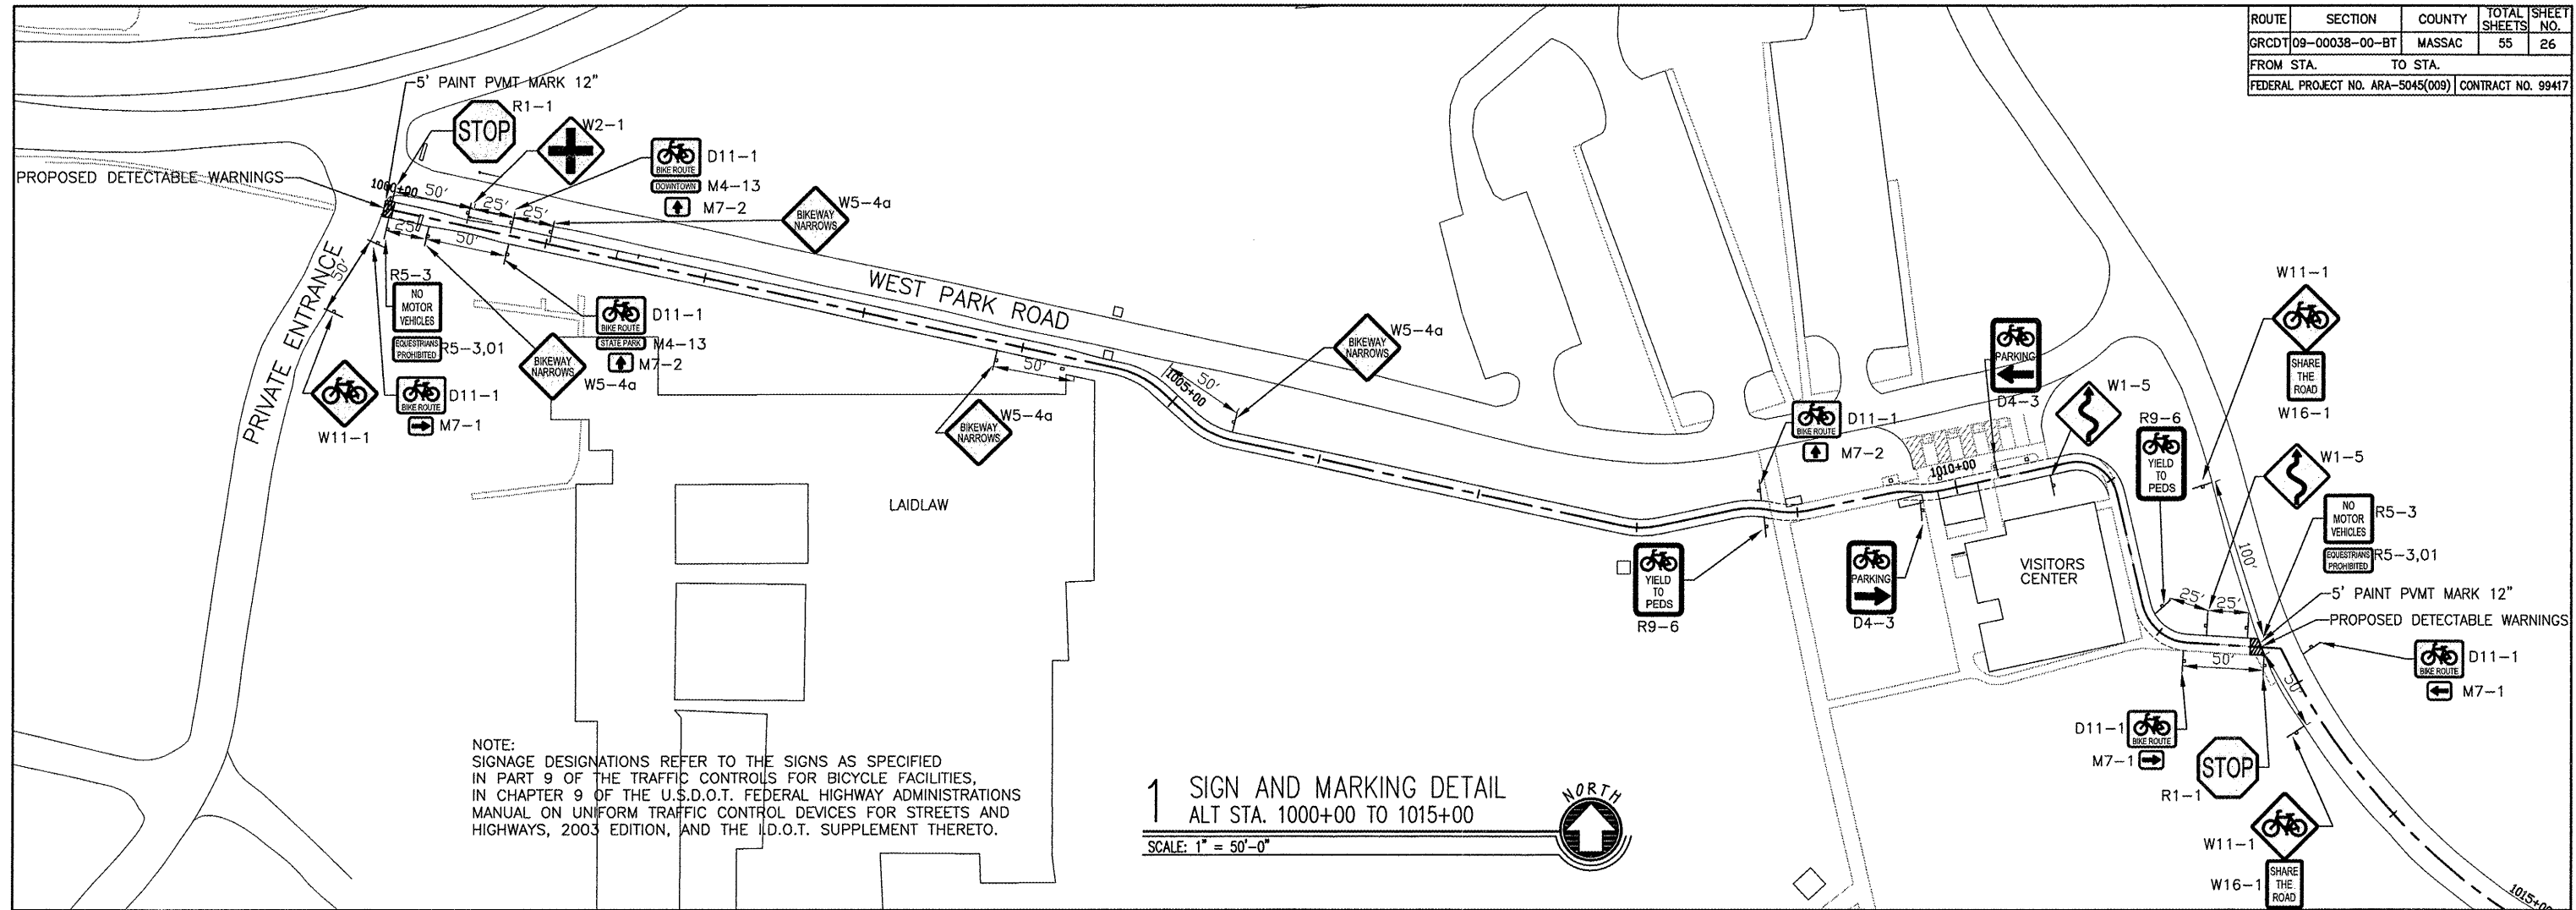 ROUTE SECTION COUNTY TOTAL SHEETS SHEET NO.
GRCDT 09-00038-00-BT MASSAC 55 26
FROM STA. TO STA.
FEDERAL PROJECT NO. ARA-5045(009) CONTRACT NO. 99417
5' PAINT PVMT MARK 12"
STOP
R1-1
W2-1
BIKE ROUTE
D11-1
DOWNTOWN
M4-13
M7-2
BIKEWAY
NARROWS
W5-4a
PROPOSED DETECTABLE WARNINGS
1000+00
50'
25'
25'
25'
50'
50'
PRIVATE ENTRANCE
R5-3
NO
MOTOR
VEHICLES
EQUESTRIANS
PROHIBITED
R5-3,01
W11-1
BIKE ROUTE
D11-1
M7-1
BIKEWAY
NARROWS
W5-4a
BIKE ROUTE
D11-1
STATE PARK
M4-13
M7-2
WEST PARK ROAD
50'
BIKEWAY
NARROWS
W5-4a
1005+00
50'
BIKEWAY
NARROWS
W5-4a
LAIDLAW
YIELD
TO
PEDS
R9-6
BIKE ROUTE
D11-1
M7-2
PARKING
D4-3
PARKING
D4-3
1010+00
W1-5
VISITORS
CENTER
R9-6
YIELD
TO
PEDS
W11-1
SHARE
THE
ROAD
W16-1
W1-5
NO
MOTOR
VEHICLES
R5-3
EQUESTRIANS
PROHIBITED
R5-3,01
100'
25'
25'
50'
50'
5' PAINT PVMT MARK 12"
PROPOSED DETECTABLE WARNINGS
BIKE ROUTE
D11-1
M7-1
D11-1
BIKE ROUTE
M7-1
STOP
R1-1
W11-1
W16-1
SHARE
THE
ROAD
1015+00
NOTE:
SIGNAGE DESIGNATIONS REFER TO THE SIGNS AS SPECIFIED
IN PART 9 OF THE TRAFFIC CONTROLS FOR BICYCLE FACILITIES,
IN CHAPTER 9 OF THE U.S.D.O.T. FEDERAL HIGHWAY ADMINISTRATIONS
MANUAL ON UNIFORM TRAFFIC CONTROL DEVICES FOR STREETS AND
HIGHWAYS, 2003 EDITION, AND THE I.D.O.T. SUPPLEMENT THERETO.
1 SIGN AND MARKING DETAIL
ALT STA. 1000+00 TO 1015+00
SCALE: 1" = 50'-0"
NORTH